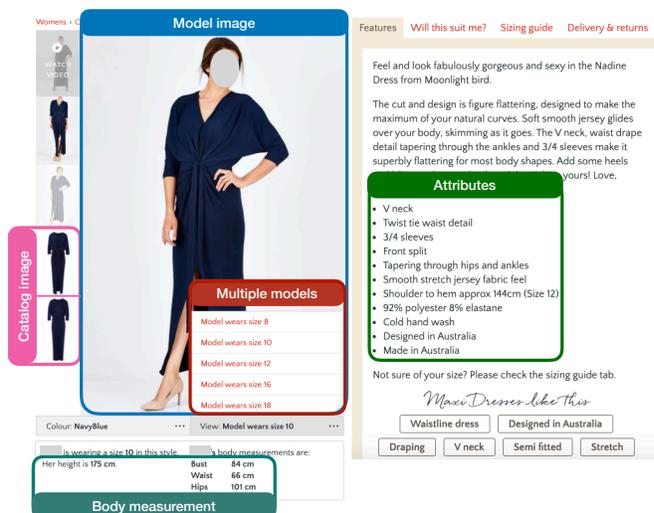 Model image
Womens
WATCH
VIDEO
Catalog image
Multiple models
Model wears size 8
Model wears size 10
Model wears size 12
Model wears size 16
Model wears size 18
Colour: NavyBlue ...
View: Model wears size 10 ...
is wearing a size 10 in this style.
Her height is 175 cm.
's body measurements are:
Bust 84 cm
Waist 66 cm
Hips 101 cm
Body measurement
Features Will this suit me? Sizing guide Delivery & returns
Feel and look fabulously gorgeous and sexy in the Nadine
Dress from Moonlight bird.
The cut and design is figure flattering, designed to make the
maximum of your natural curves. Soft smooth jersey glides
over your body, skimming as it goes. The V neck, waist drape
detail tapering through the ankles and 3/4 sleeves make it
superbly flattering for most body shapes. Add some heels
yours! Love,
Attributes
• V neck
• Twist tie waist detail
• 3/4 sleeves
• Front split
• Tapering through hips and ankles
• Smooth stretch jersey fabric feel
• Shoulder to hem approx 144cm (Size 12)
• 92% polyester 8% elastane
• Cold hand wash
• Designed in Australia
• Made in Australia
Not sure of your size? Please check the sizing guide tab.
Maxi Dresses like this
Waistline dress Designed in Australia
Draping V neck Semi fitted Stretch